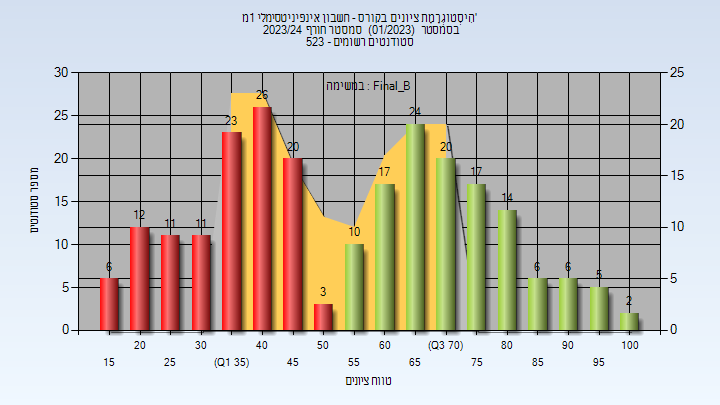 היסטוגרמת ציונים בקורס - חשבון אינפיניטסימלי 1מ'
בסמסטר (01/2023) סמסטר חורף 2023/24
סטודנטים רשומים - 523
במשימה : Final_B
30 25 20 15 10 5 0
25 20 15 10 5 0
מספר סטודנטים
6 12 11 11 23 26 20 3 10 17 24 20 17 14 6 6 5 2
20 30 40 50 60 (Q3 70) 80 90 100
15 25 (Q1 35) 45 55 65 75 85 95
טווח ציונים